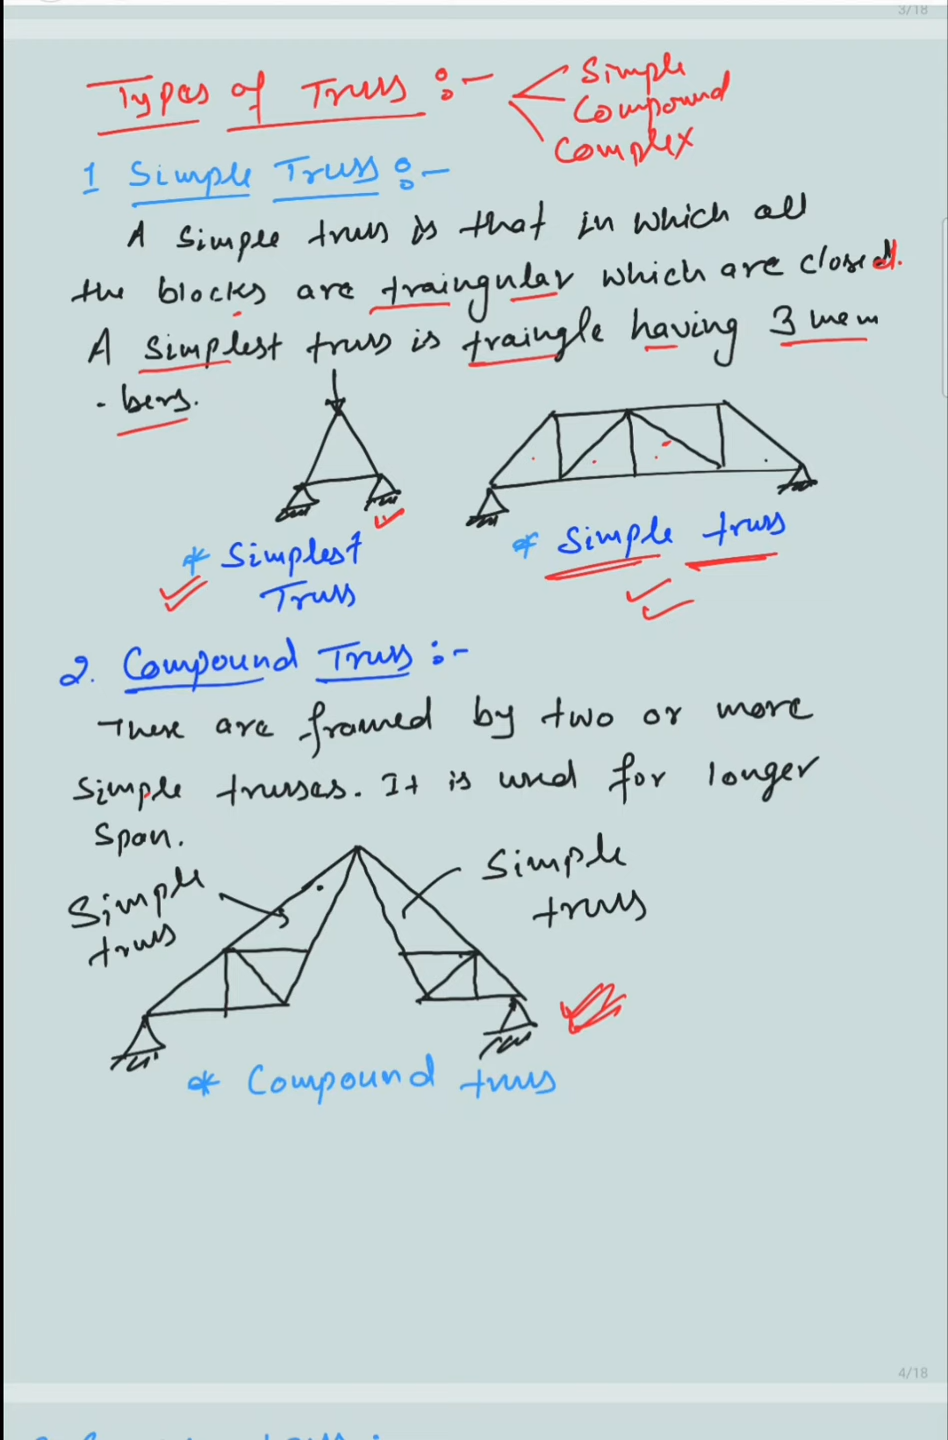 3/18
Types of Truss :-
Simple
Compound
Complex
1 Simple Truss :-
A simple truss is that in which all
the blocks are traingular which are closed.
A simplest truss is traingle having 3 mem
- bers.
* Simplest
Truss
* Simple truss
2. Compound Truss :-
These are framed by two or more
simple trusses. It is used for longer
span.
Simple
truss
Simple
truss
* Compound truss
4/18